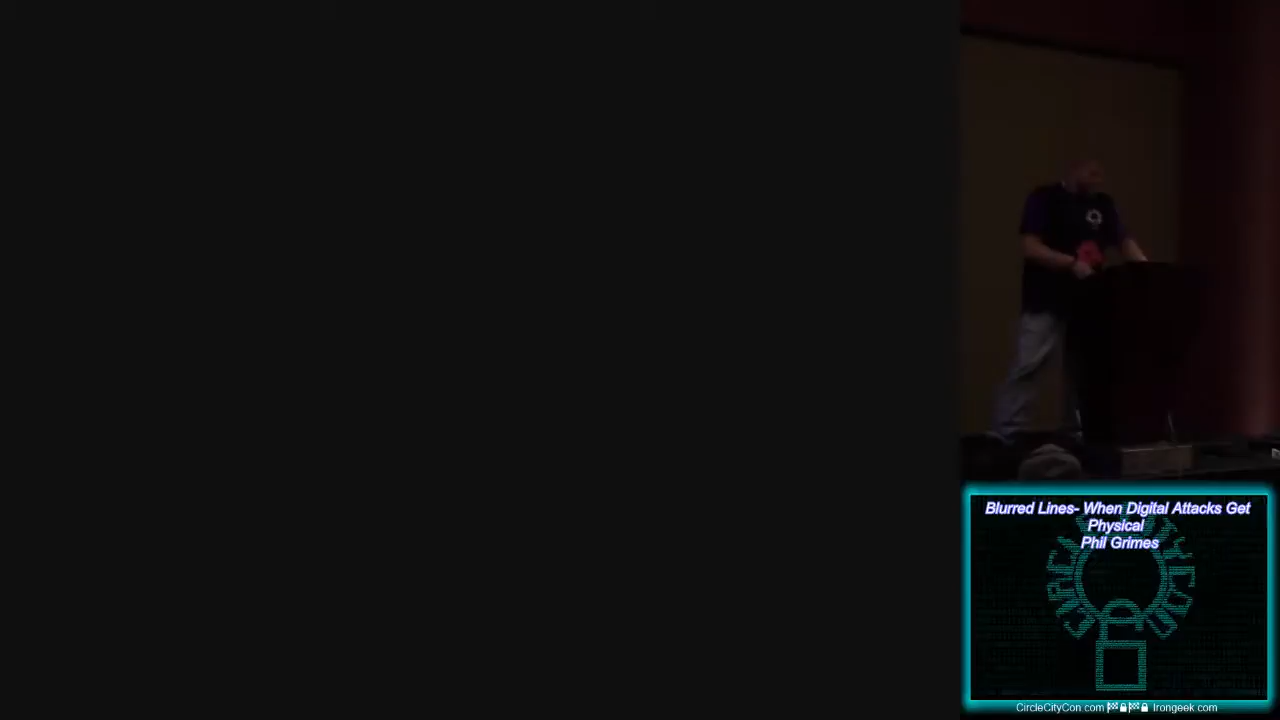 Blurred Lines- When Digital Attacks Get
Physical
Phil Grimes
CircleCityCon.com Irongeek.com